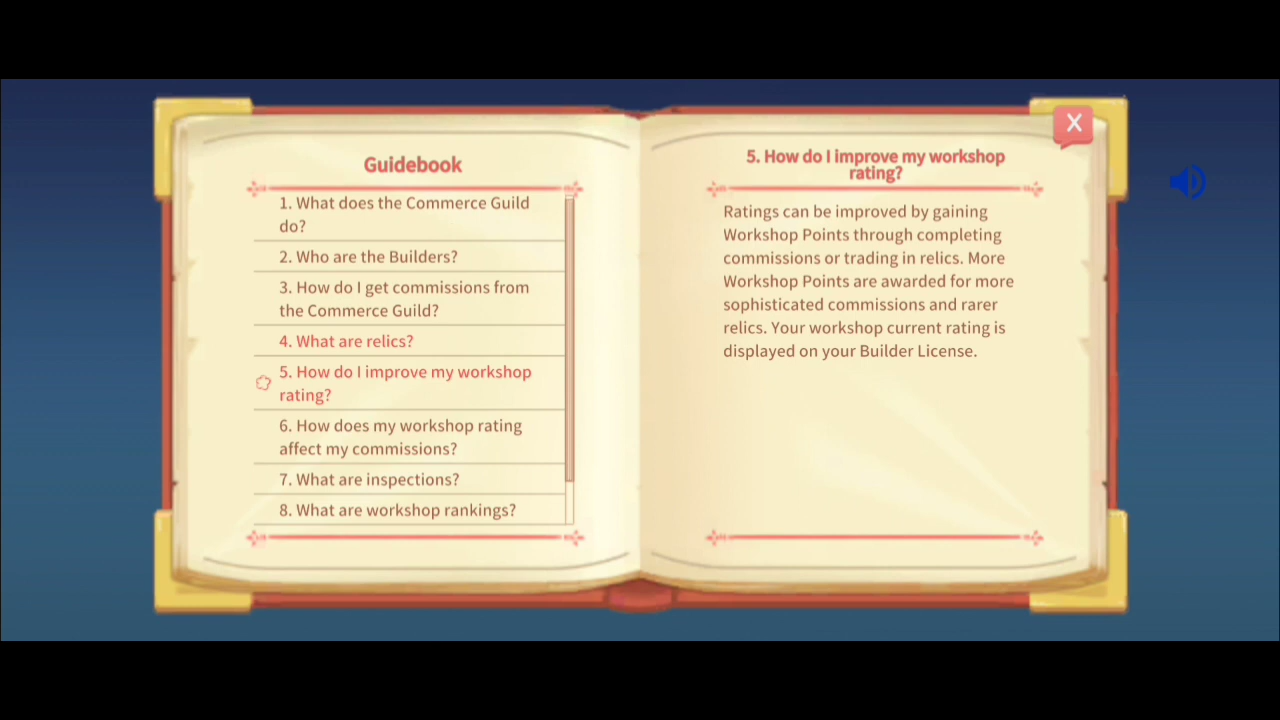 Guidebook
1. What does the Commerce Guild
do?
2. Who are the Builders?
3. How do I get commissions from
the Commerce Guild?
4. What are relics?
5. How do I improve my workshop
rating?
6. How does my workshop rating
affect my commissions?
7. What are inspections?
8. What are workshop rankings?
X
5. How do I improve my workshop
rating?
Ratings can be improved by gaining
Workshop Points through completing
commissions or trading in relics. More
Workshop Points are awarded for more
sophisticated commissions and rarer
relics. Your workshop current rating is
displayed on your Builder License.